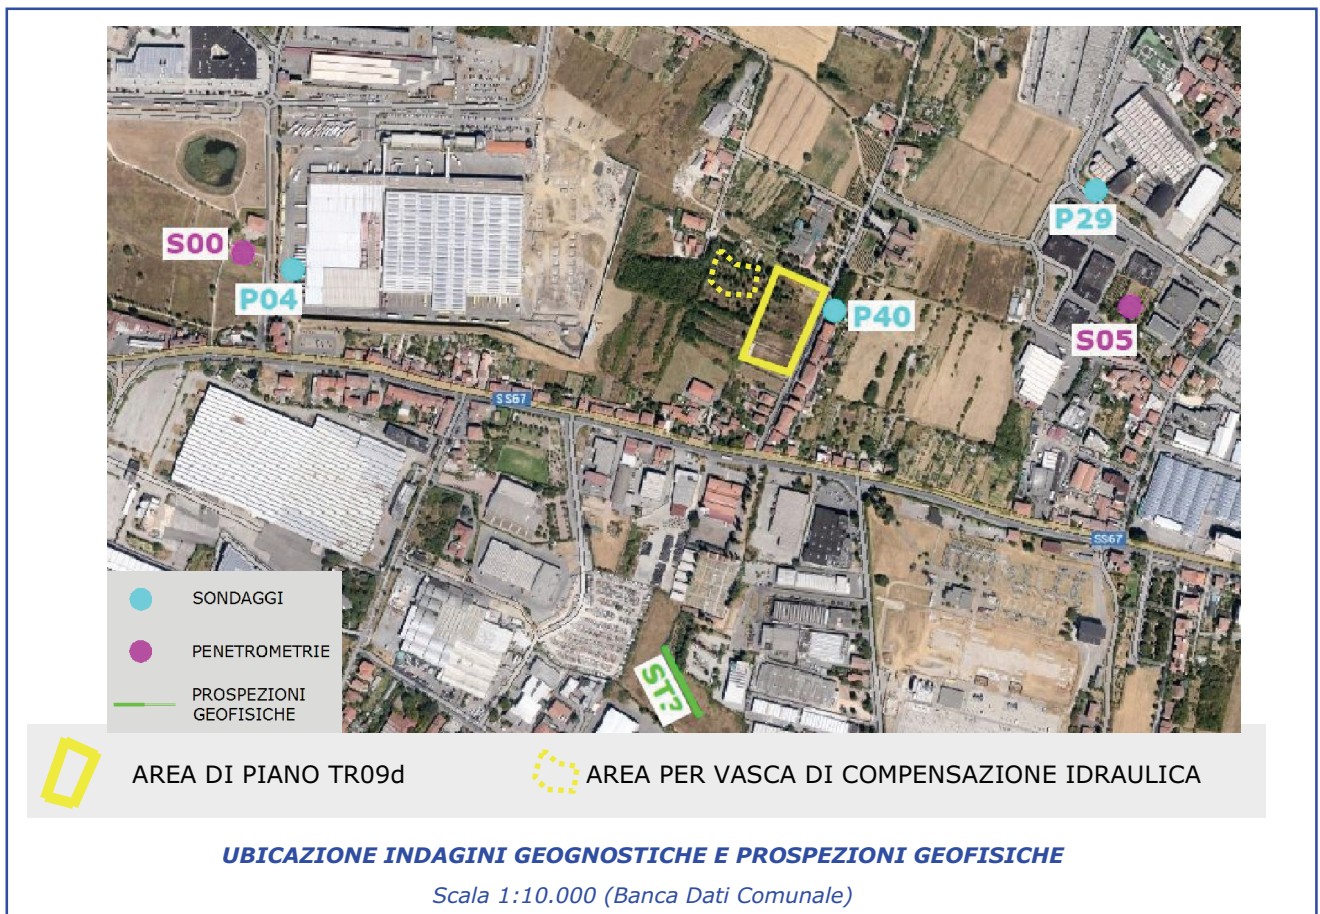 S00
P04
P29
P40
S05
SS67
SS67
ST?
SONDAGGI
PENETROMETRIE
PROSPEZIONI
GEOFISICHE
AREA DI PIANO TR09d
AREA PER VASCA DI COMPENSAZIONE IDRAULICA
UBICAZIONE INDAGINI GEOGNOSTICHE E PROSPEZIONI GEOFISICHE
Scala 1:10.000 (Banca Dati Comunale)